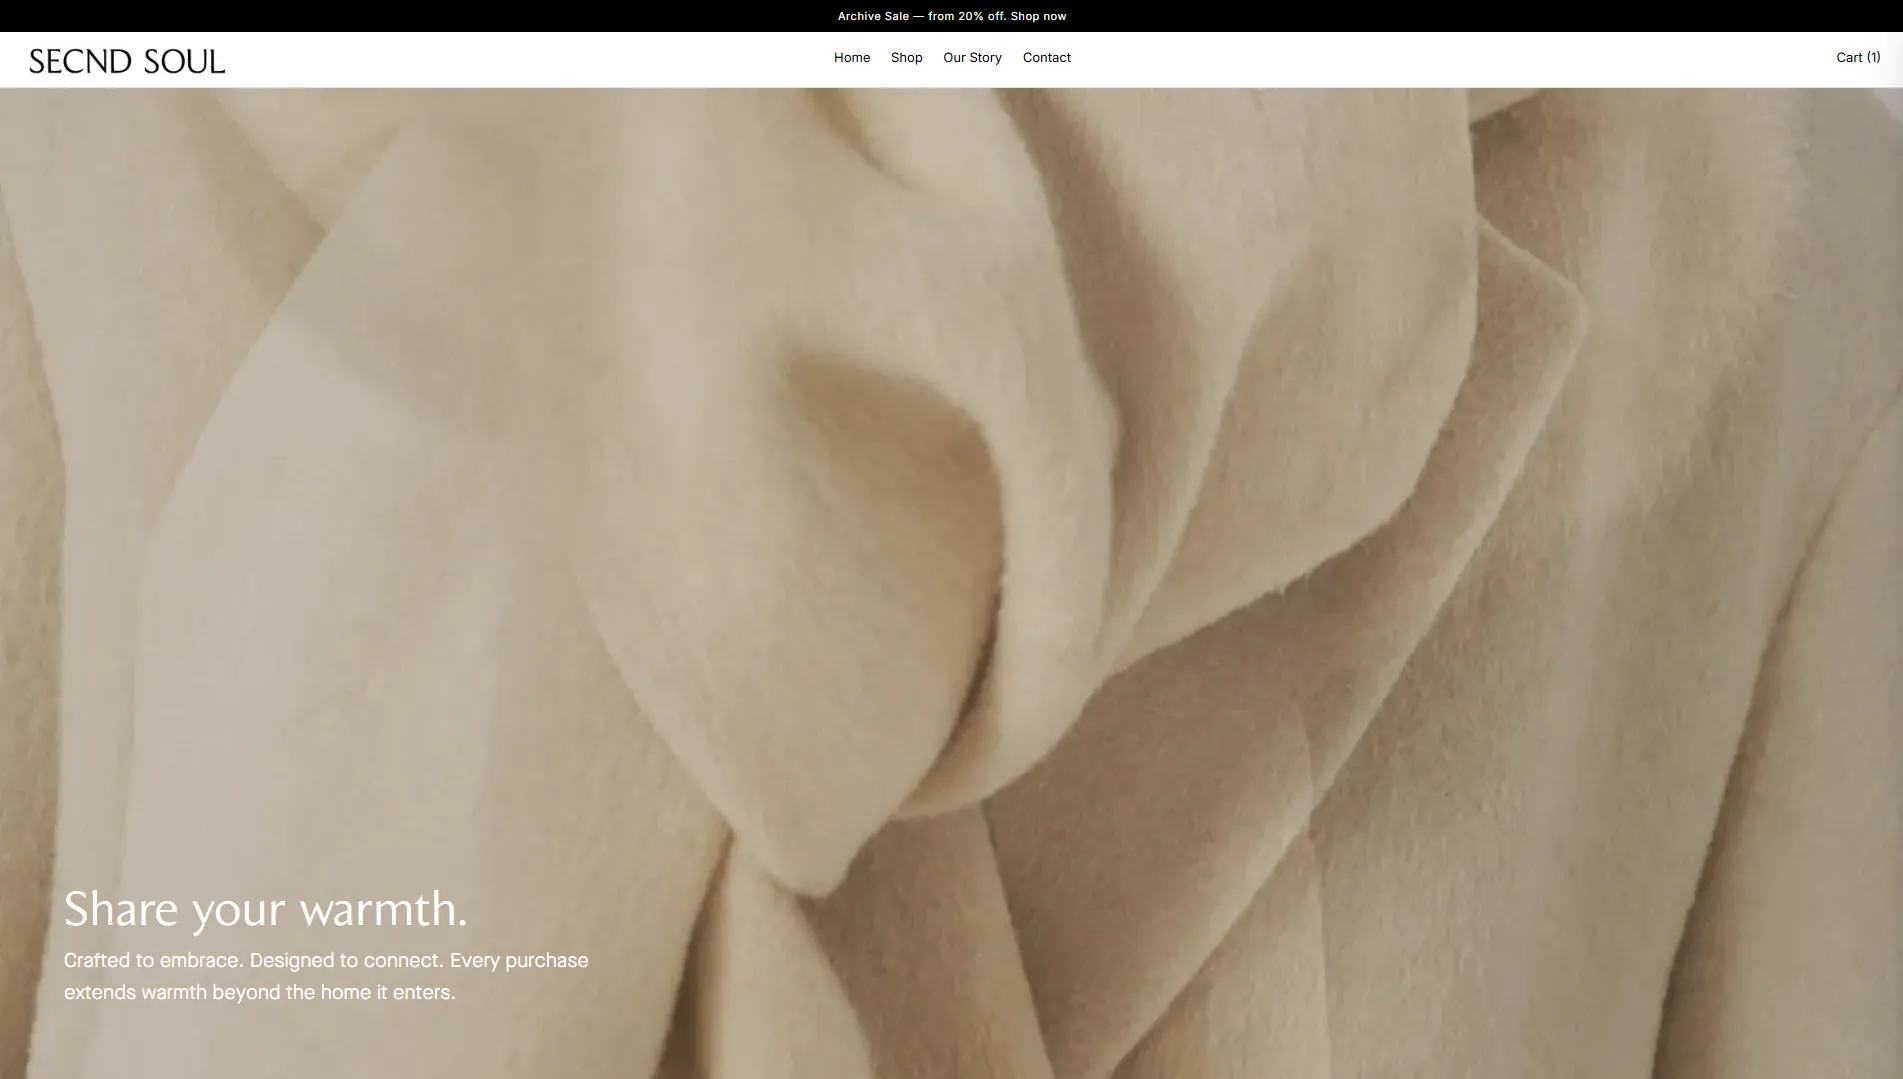 Archive Sale — from 20% off. Shop now
SECND SOUL
Home Shop Our Story Contact
Cart (1)
Share your warmth.
Crafted to embrace. Designed to connect. Every purchase
extends warmth beyond the home it enters.